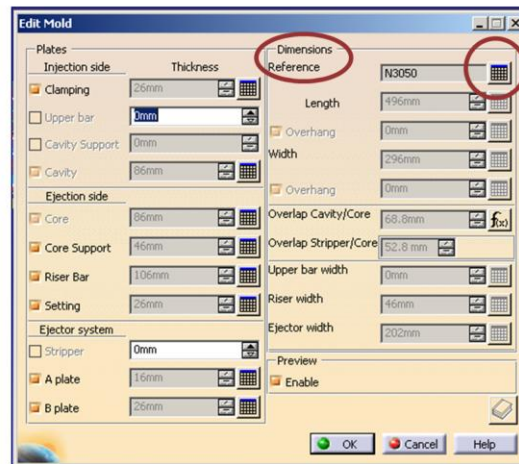 Edit Mold
Plates
Injection side Thickness
Clamping 26mm
Upper bar 0mm
Cavity Support 0mm
Cavity 86mm
Ejection side
Core 86mm
Core Support 46mm
Riser Bar 106mm
Setting 26mm
Ejector system
Stripper 0mm
A plate 16mm
B plate 26mm
Dimensions
Reference N3050
Length 496mm
Overhang 0mm
Width 296mm
Overhang 0mm
Overlap Cavity/Core 68.8mm f(x)
Overlap Stripper/Core 52.8 mm
Upper bar width 0mm
Riser width 46mm
Ejector width 202mm
Preview
Enable
OK Cancel Help